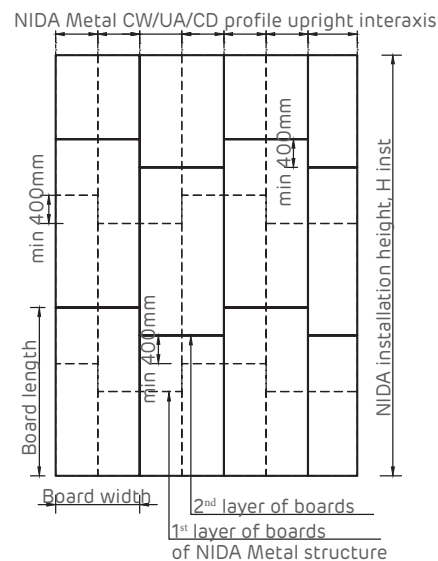 NIDA Metal CW/UA/CD profile upright interaxis
min 400mm
min 400mm
NIDA installation height, H inst
min 400mm
Board length
Board width
2nd layer of boards
1st layer of boards
of NIDA Metal structure